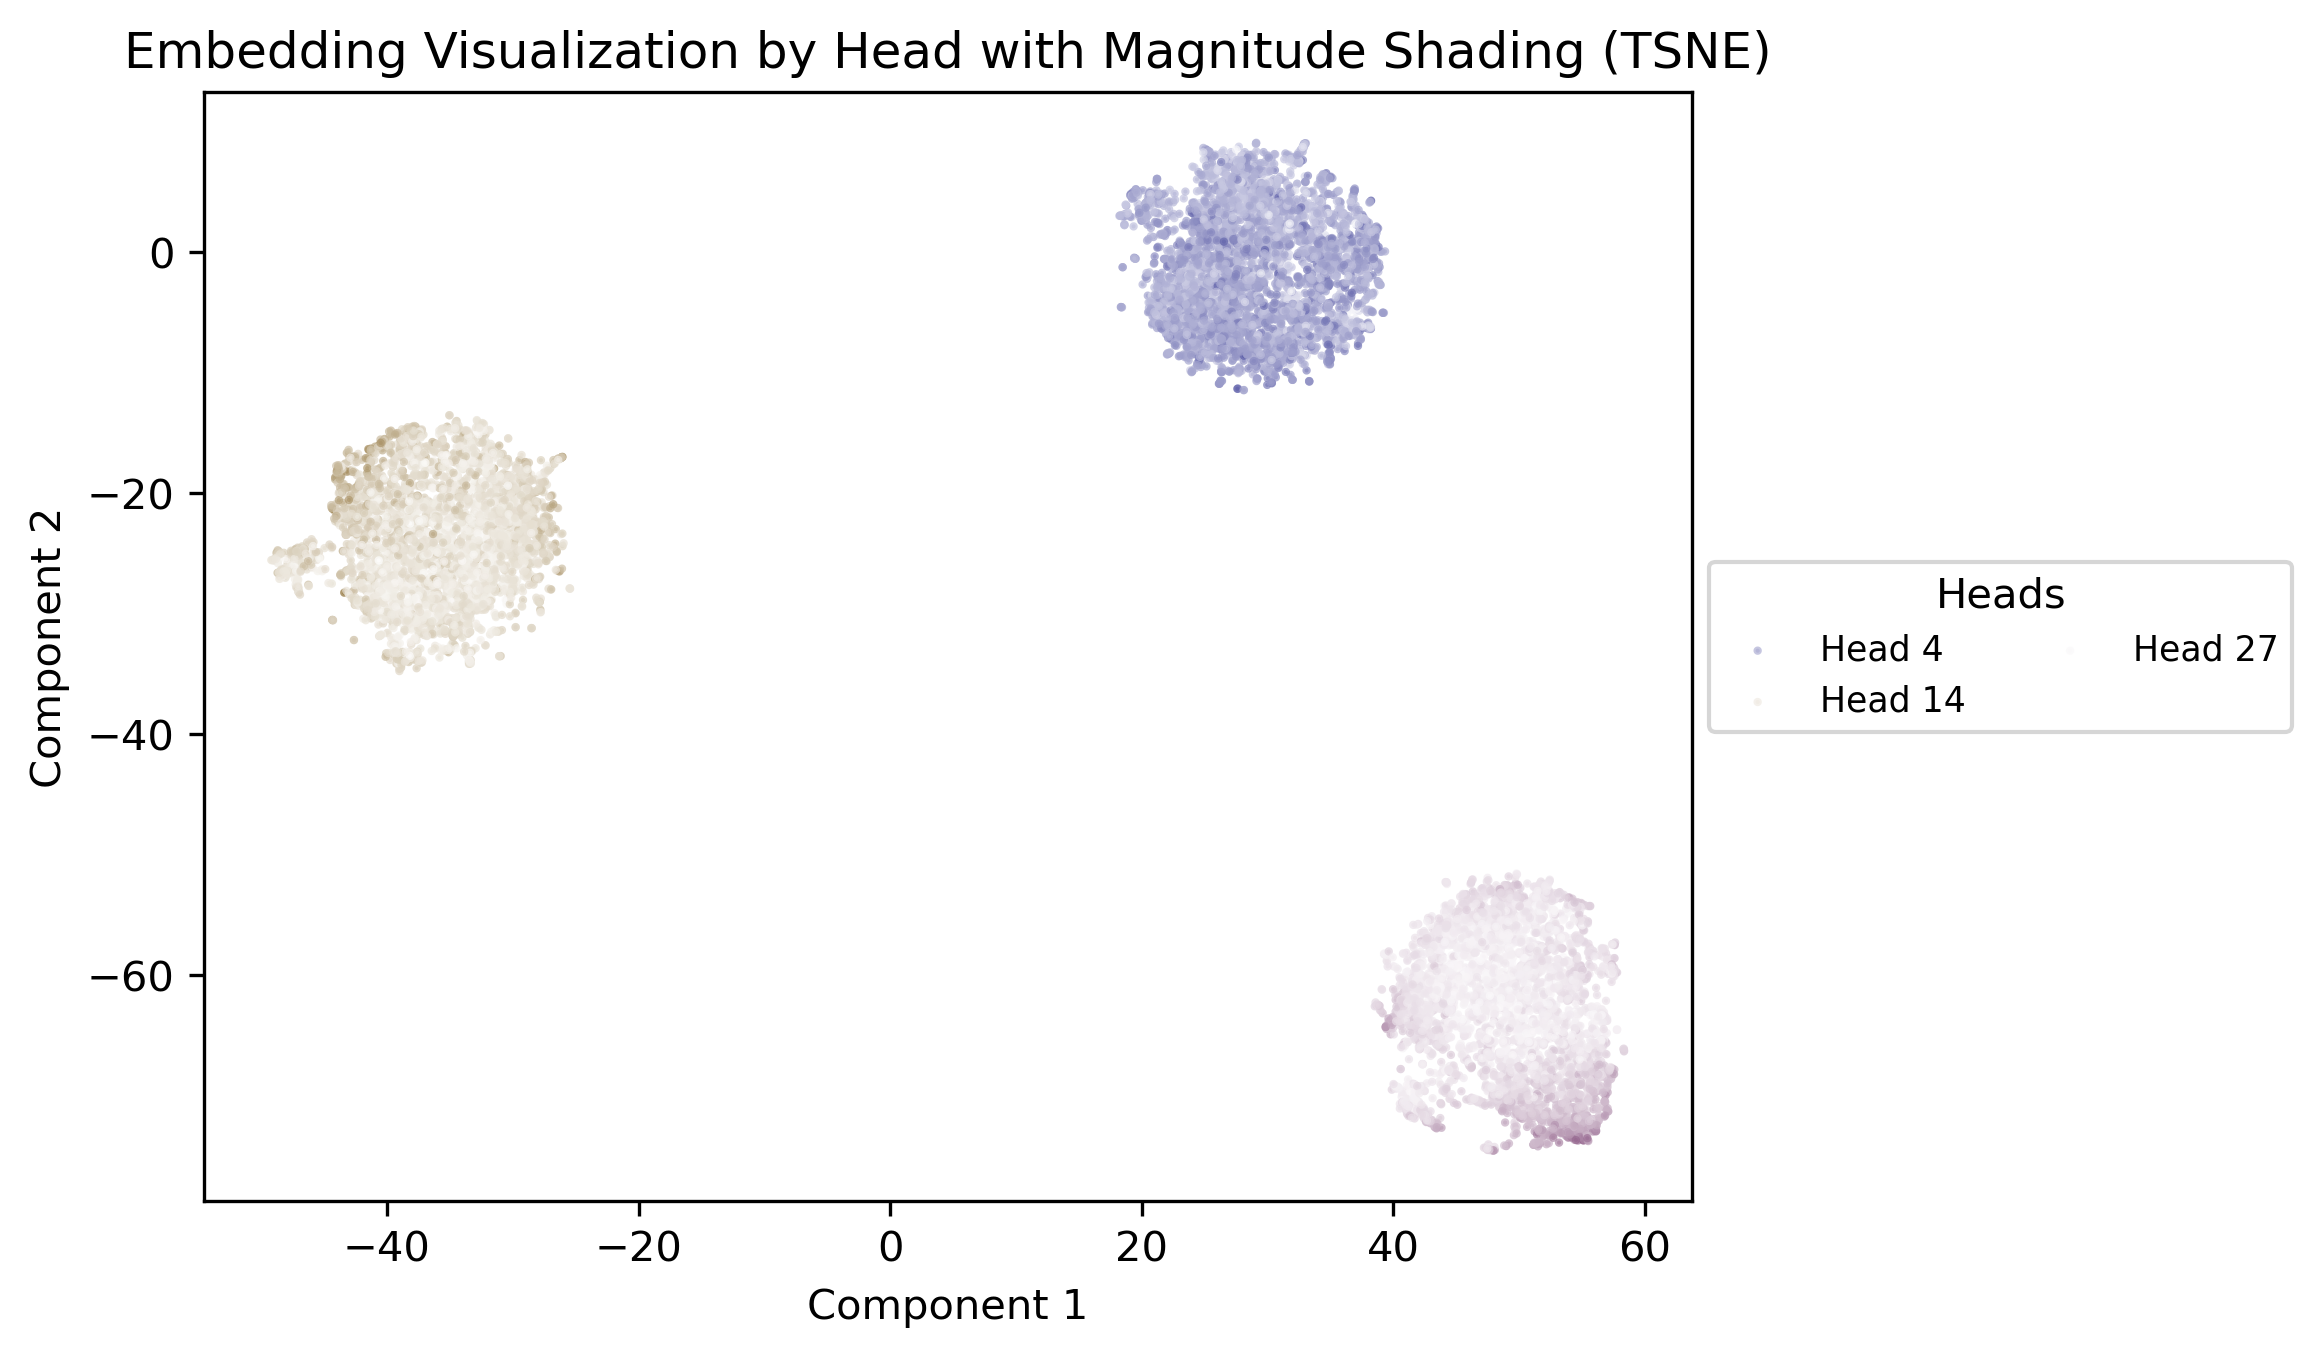 Embedding Visualization by Head with Magnitude Shading (TSNE)
Component 2
0
−20
−40
−60
−40 −20 0 20 40 60
Component 1
Heads
Head 4
Head 14
Head 27